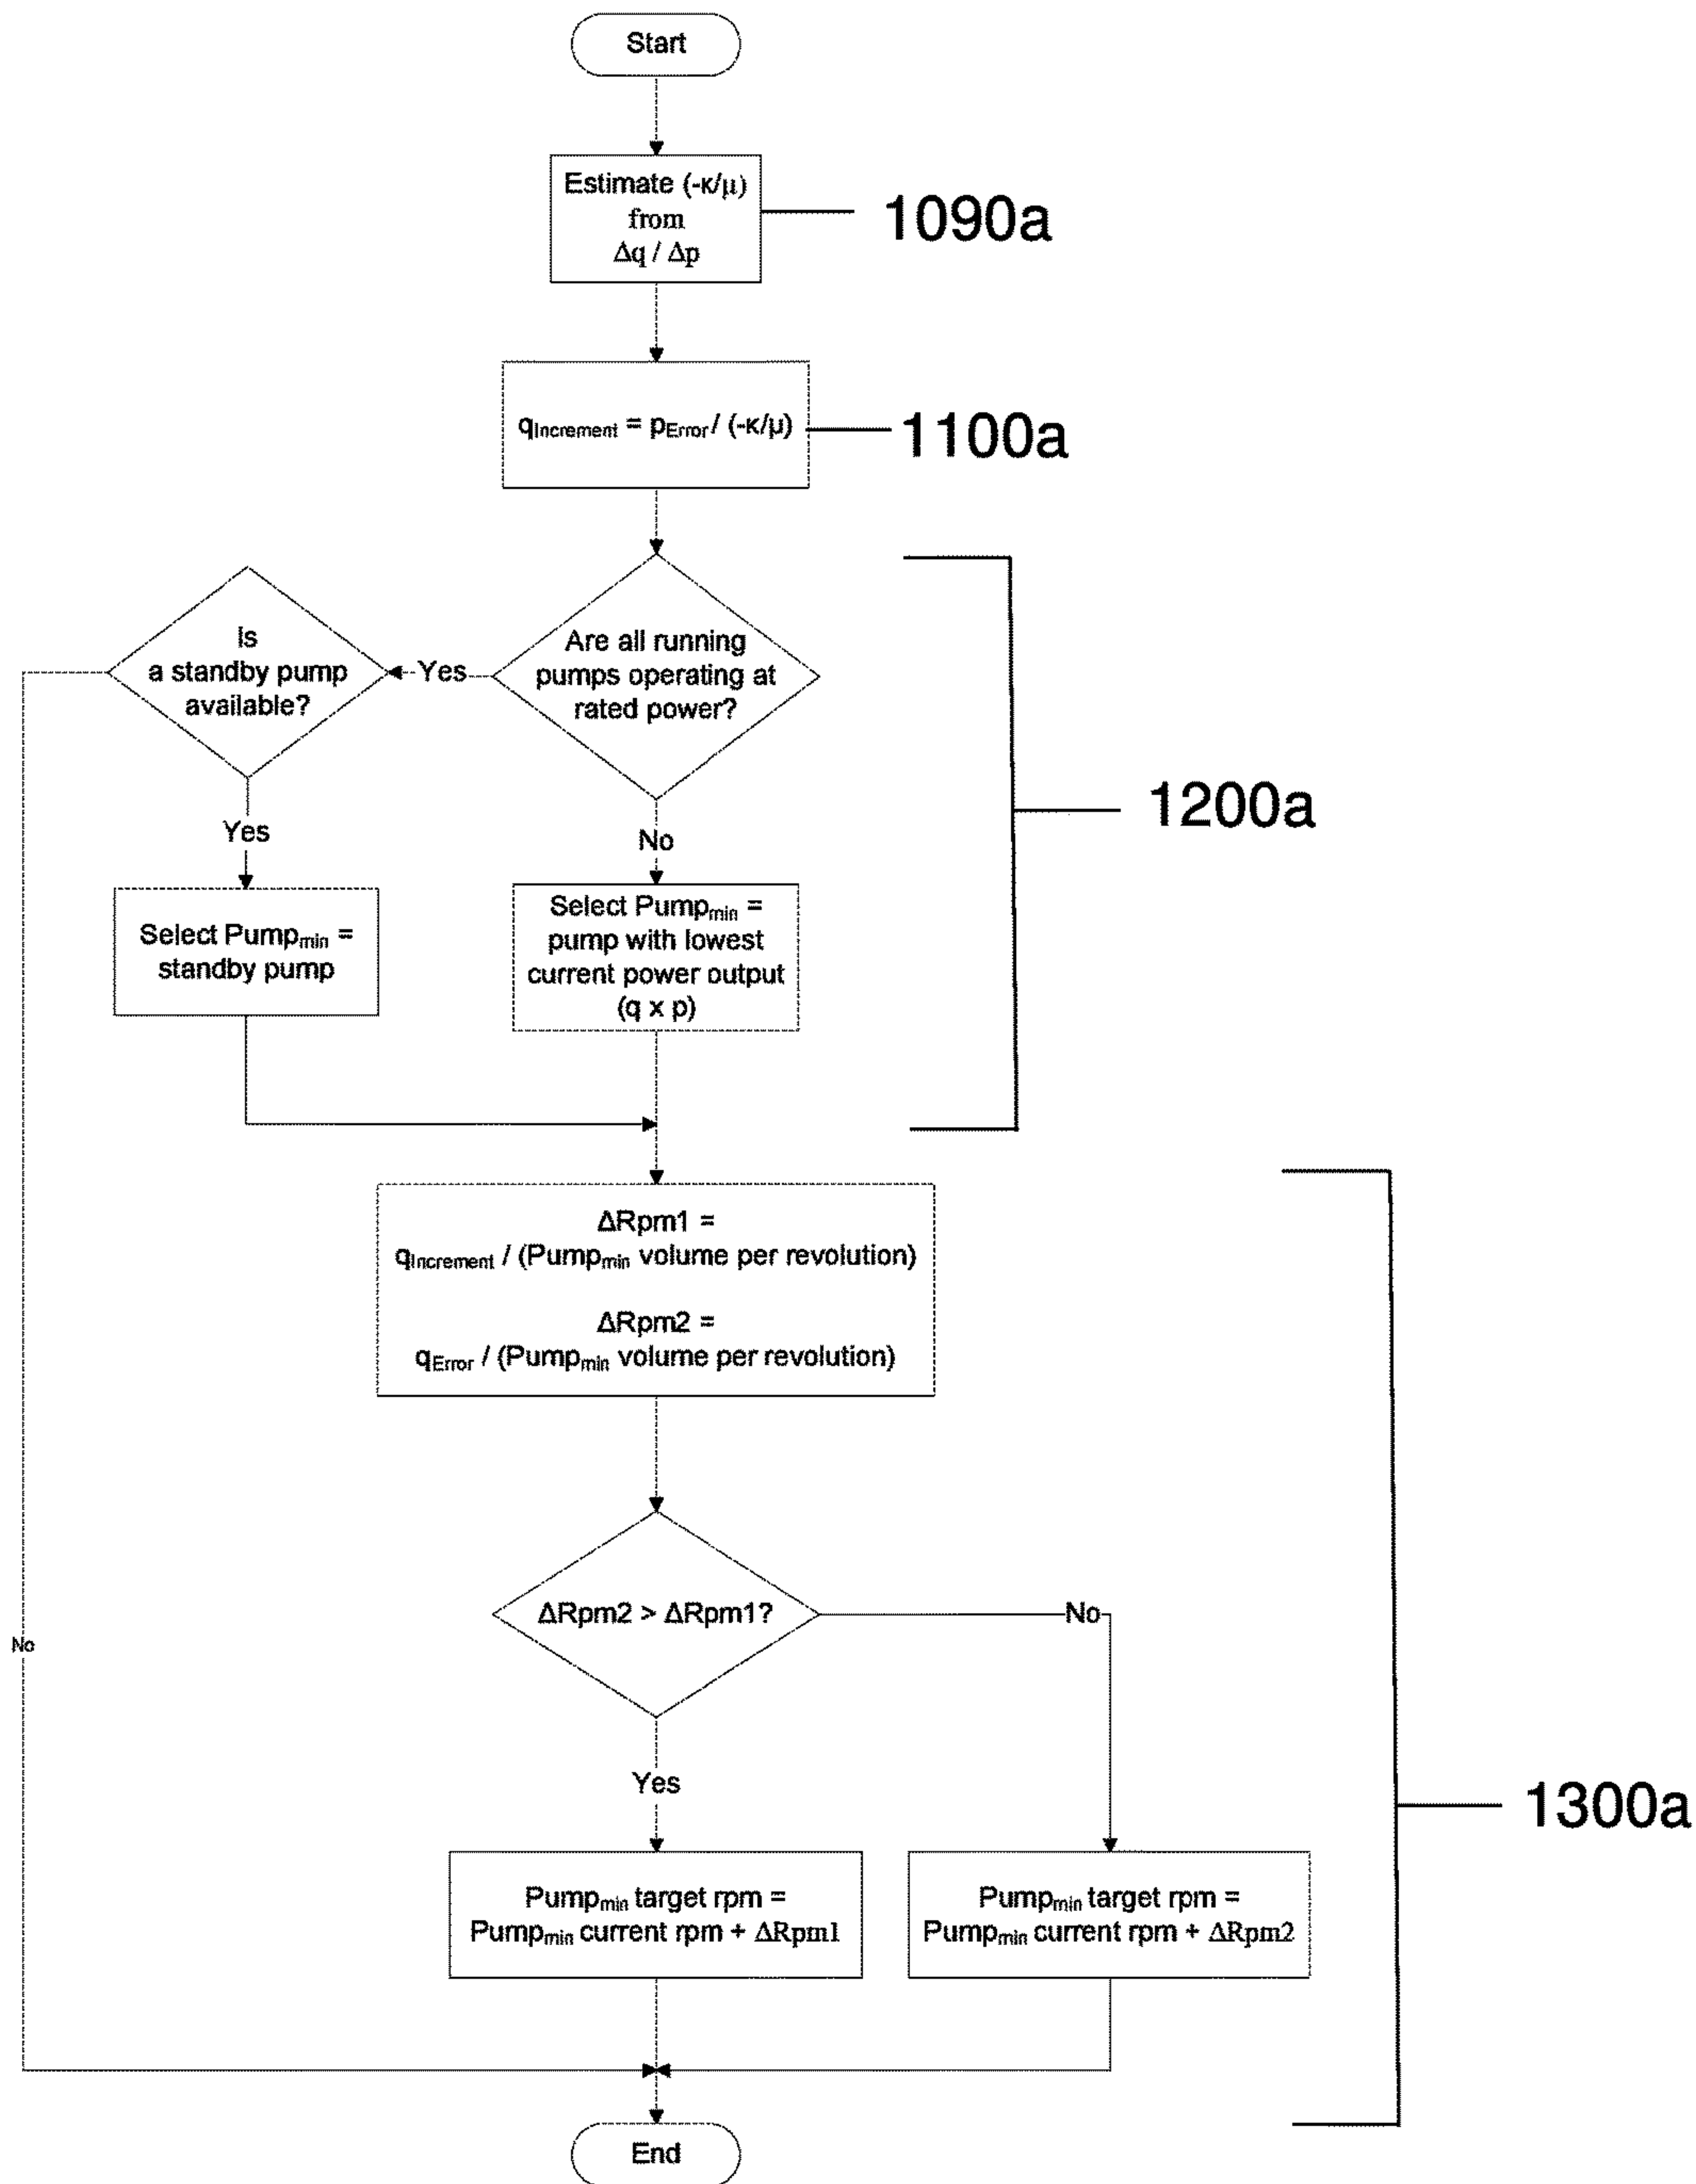 Start
Estimate (-κ/μ)
from
Δq / Δp
1090a
qIncrement = pError / (-κ/μ)
1100a
Is
a standby pump
available?
Yes
Are all running
pumps operating at
rated power?
1200a
Yes
No
Select Pumpmin =
standby pump
Select Pumpmin =
pump with lowest
current power output
(q x p)
ΔRpm1 =
qIncrement / (Pumpmin volume per revolution)
ΔRpm2 =
qError / (Pumpmin volume per revolution)
ΔRpm2 > ΔRpm1?
No
No
Yes
1300a
Pumpmin target rpm =
Pumpmin current rpm + ΔRpm1
Pumpmin target rpm =
Pumpmin current rpm + ΔRpm2
End